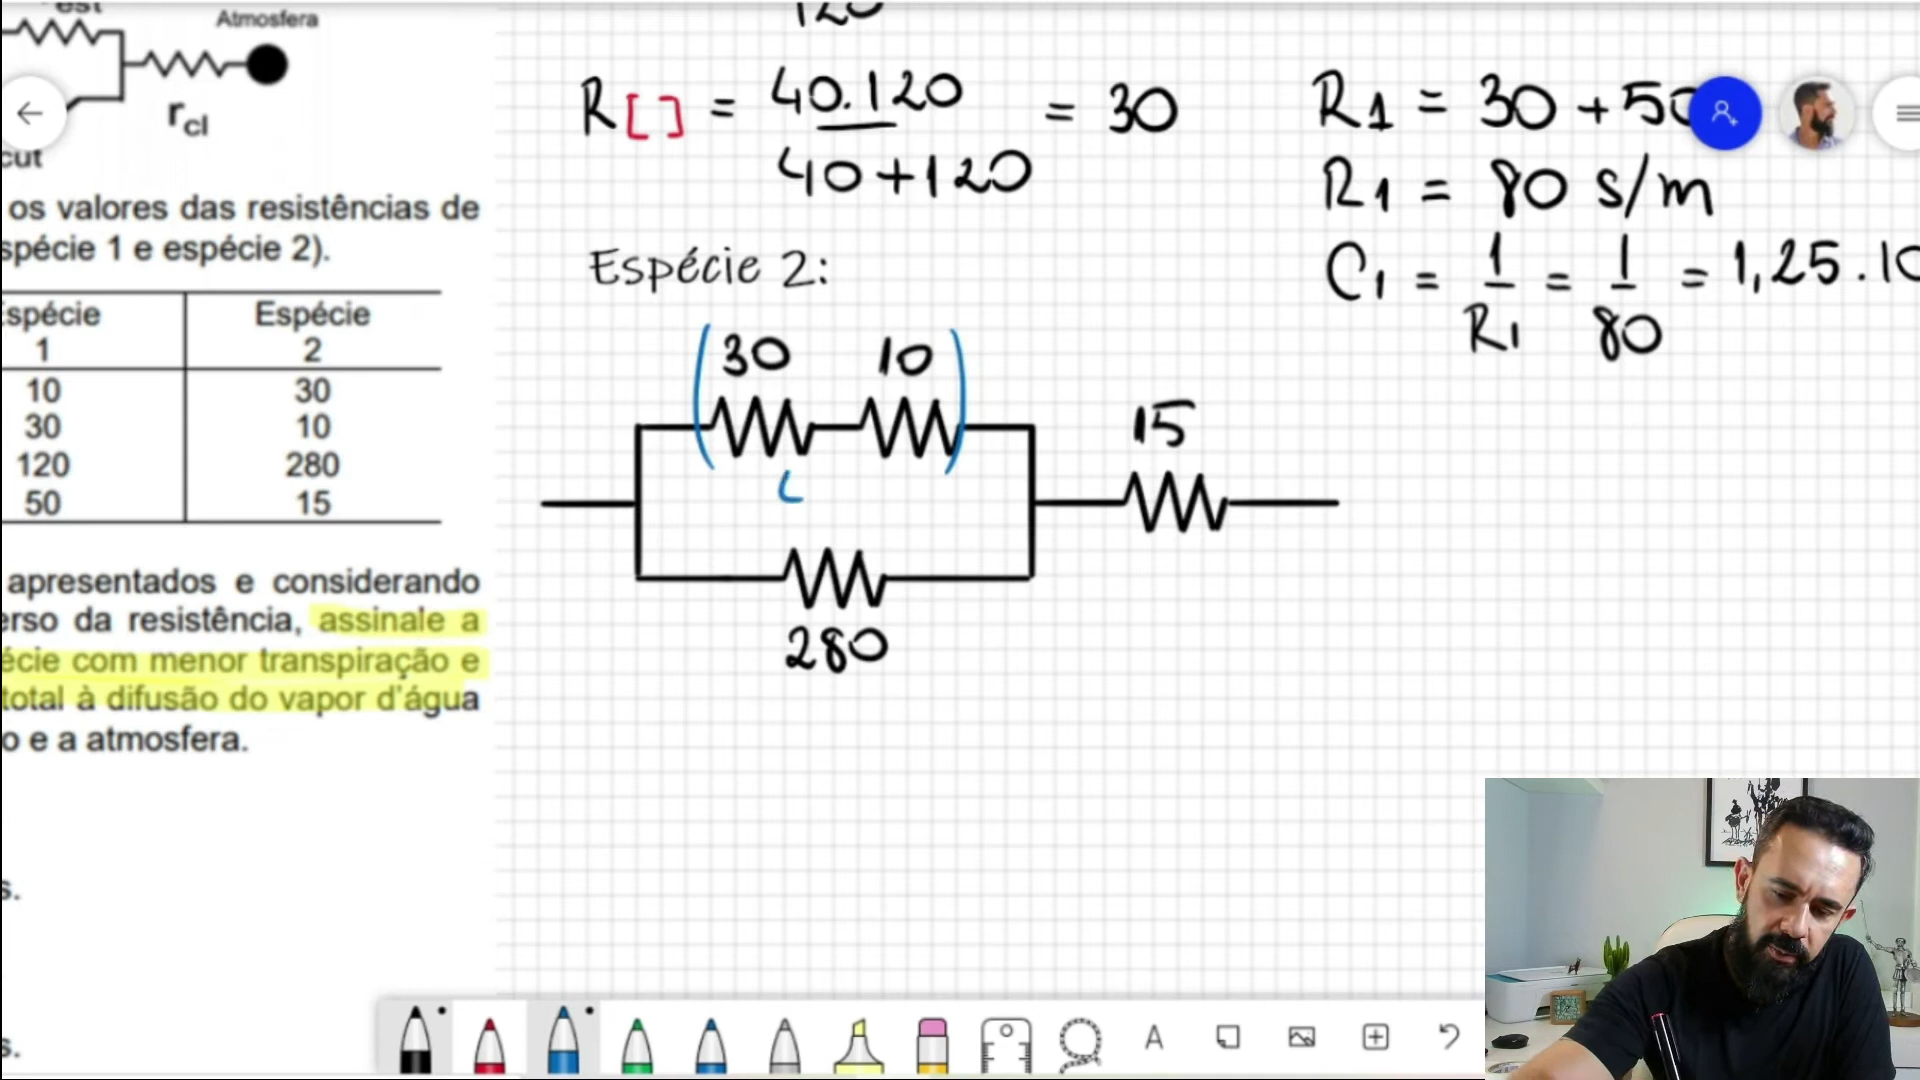 Atmosfera
r_cl
cut
os valores das resistências de
spécie 1 e espécie 2).
spécie
1
Espécie
2
10 30
30 10
120 280
50 15
apresentados e considerando
erso da resistência, assinale a
écie com menor transpiração e
total à difusão do vapor d'água
o e a atmosfera.
s.
s.
120
R[] = 40.120 / 40+120 = 30
Espécie 2:
30 10
15
280
R1 = 30 + 50
R1 = 80 s/m
C1 = 1/R1 = 1/80 = 1,25.10
A